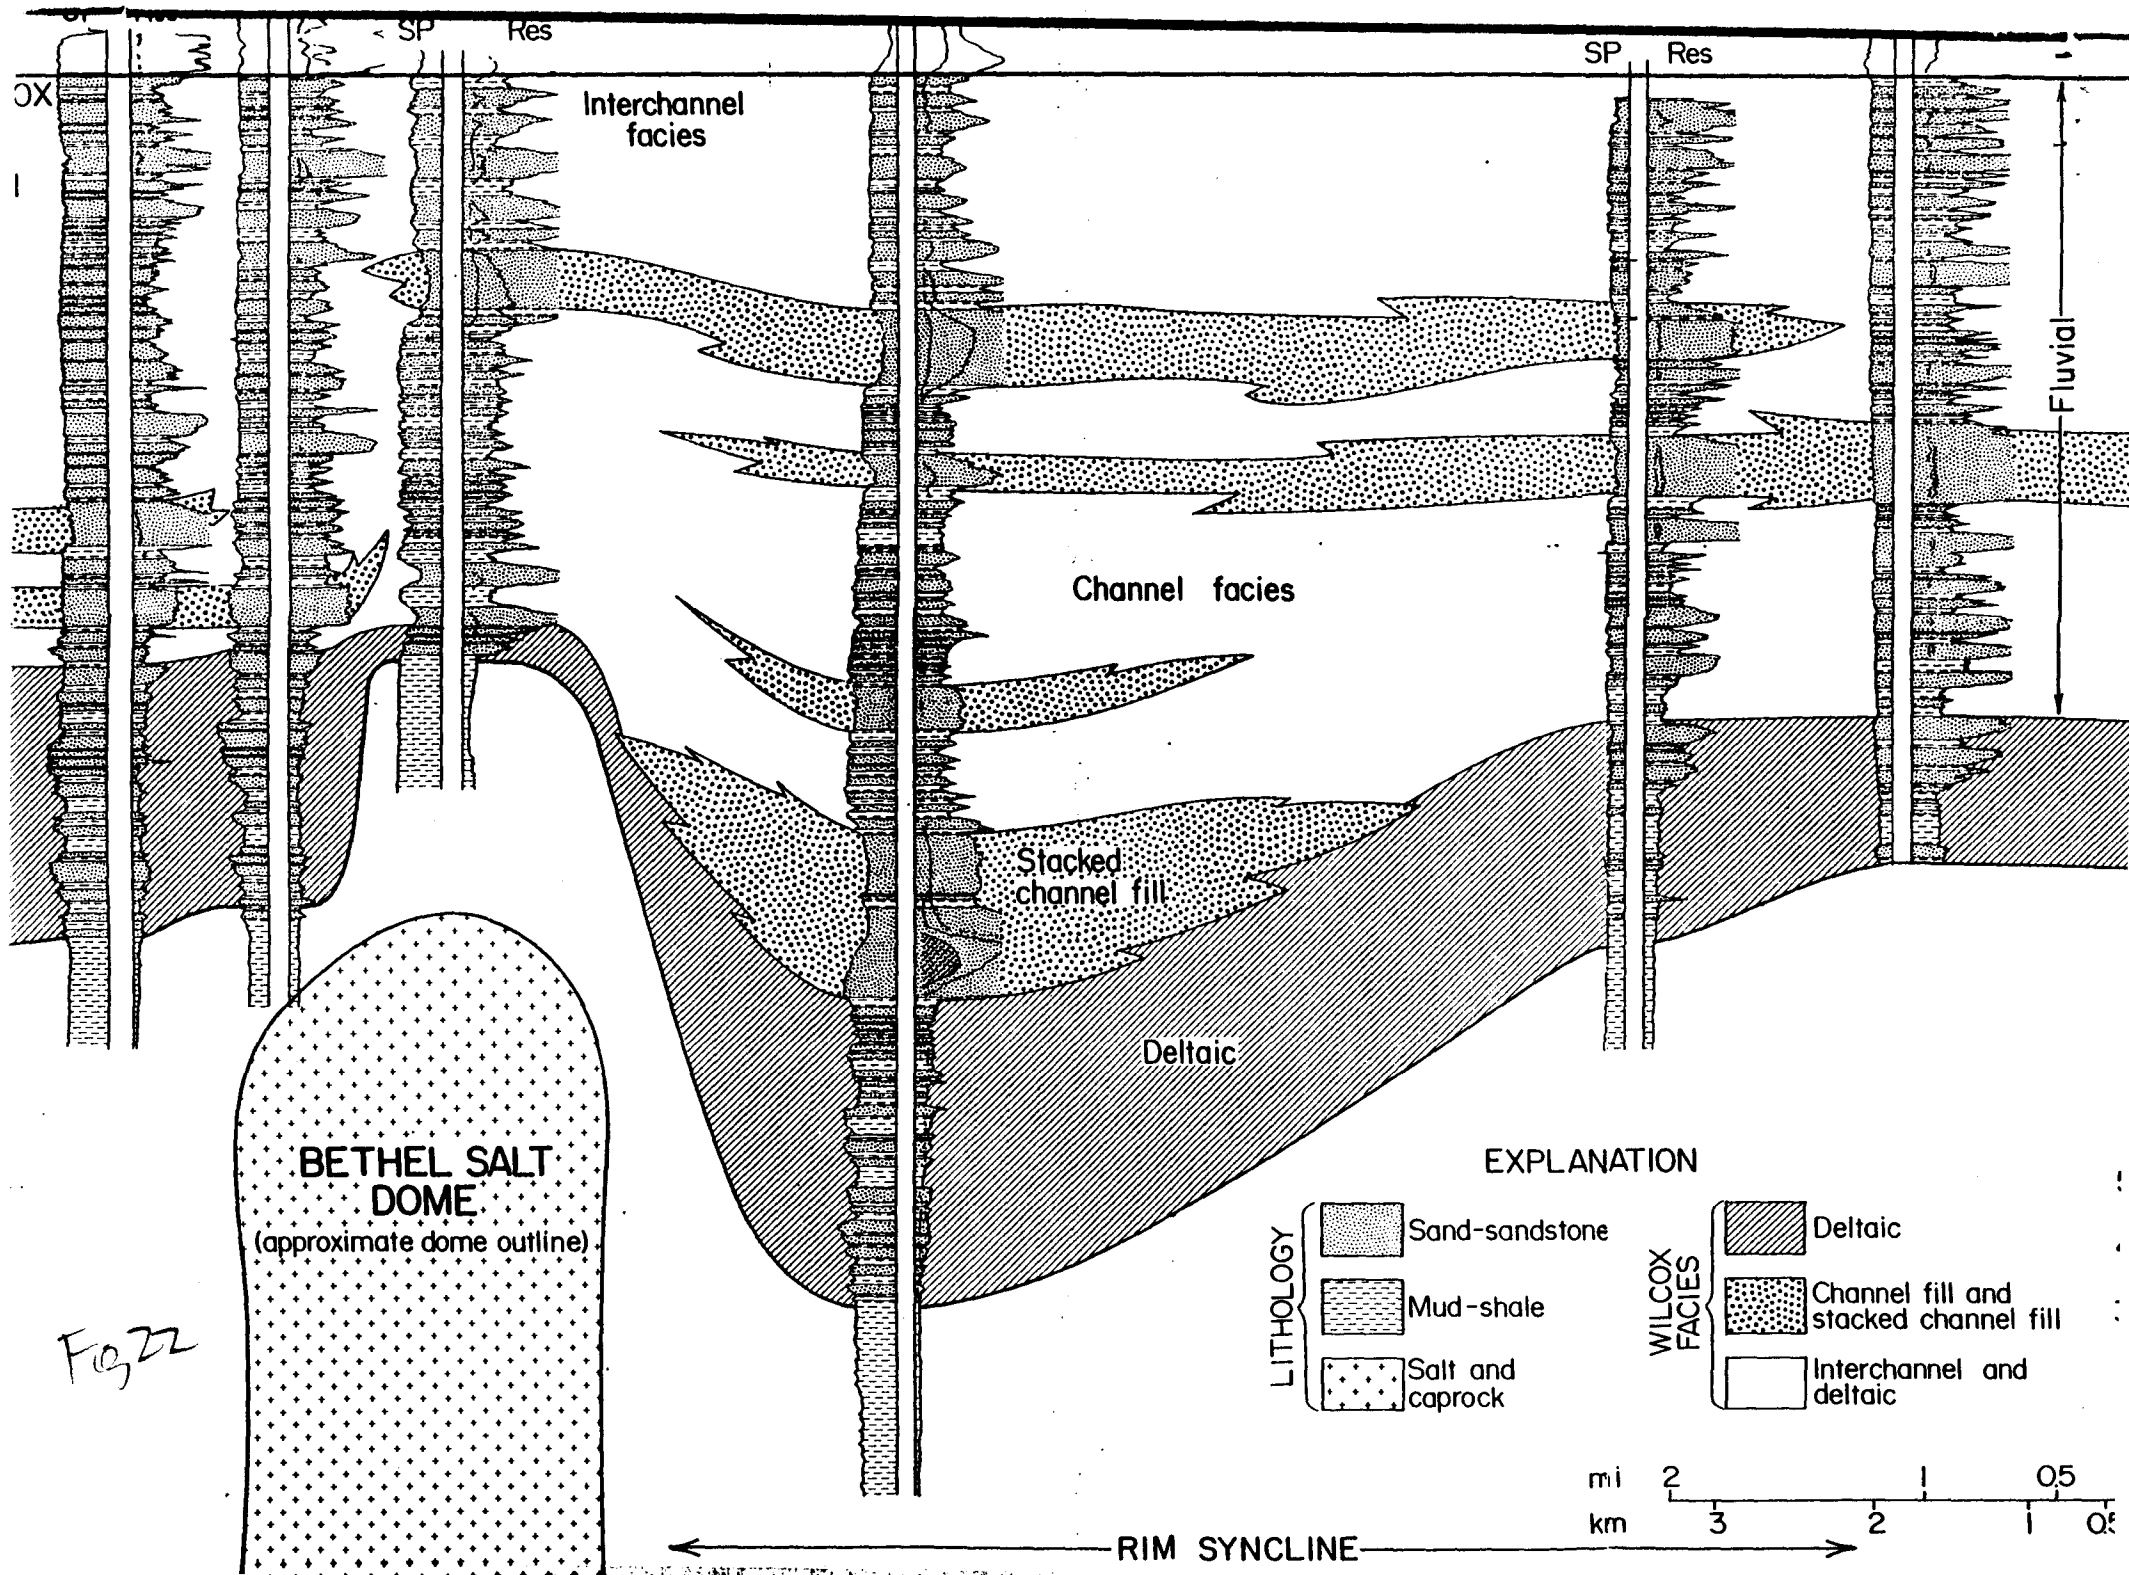 SP Res
SP Res
OX
Interchannel
facies
Fluvial
Channel facies
Stacked
channel fill
Deltaic
BETHEL SALT
DOME
(approximate dome outline)
EXPLANATION
LITHOLOGY
Sand-sandstone
Mud-shale
Salt and
caprock
WILCOX
FACIES
Deltaic
Channel fill and
stacked channel fill
Interchannel and
deltaic
Fig 22
mi 2 1 0.5
km 3 2 1 0.5
RIM SYNCLINE